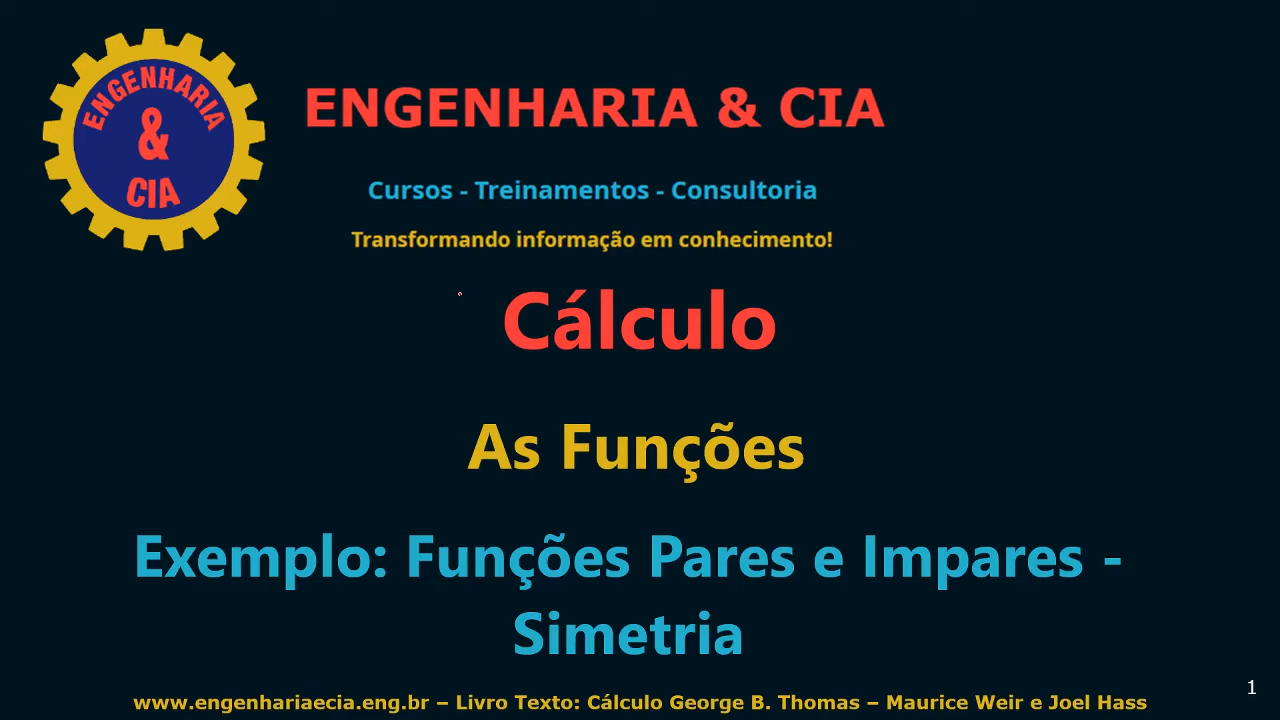 ENGENHARIA
&
CIA
ENGENHARIA & CIA
Cursos - Treinamentos - Consultoria
Transformando informação em conhecimento!
Cálculo
As Funções
Exemplo: Funções Pares e Impares -
Simetria
www.engenhariaecia.eng.br – Livro Texto: Cálculo George B. Thomas – Maurice Weir e Joel Hass
1